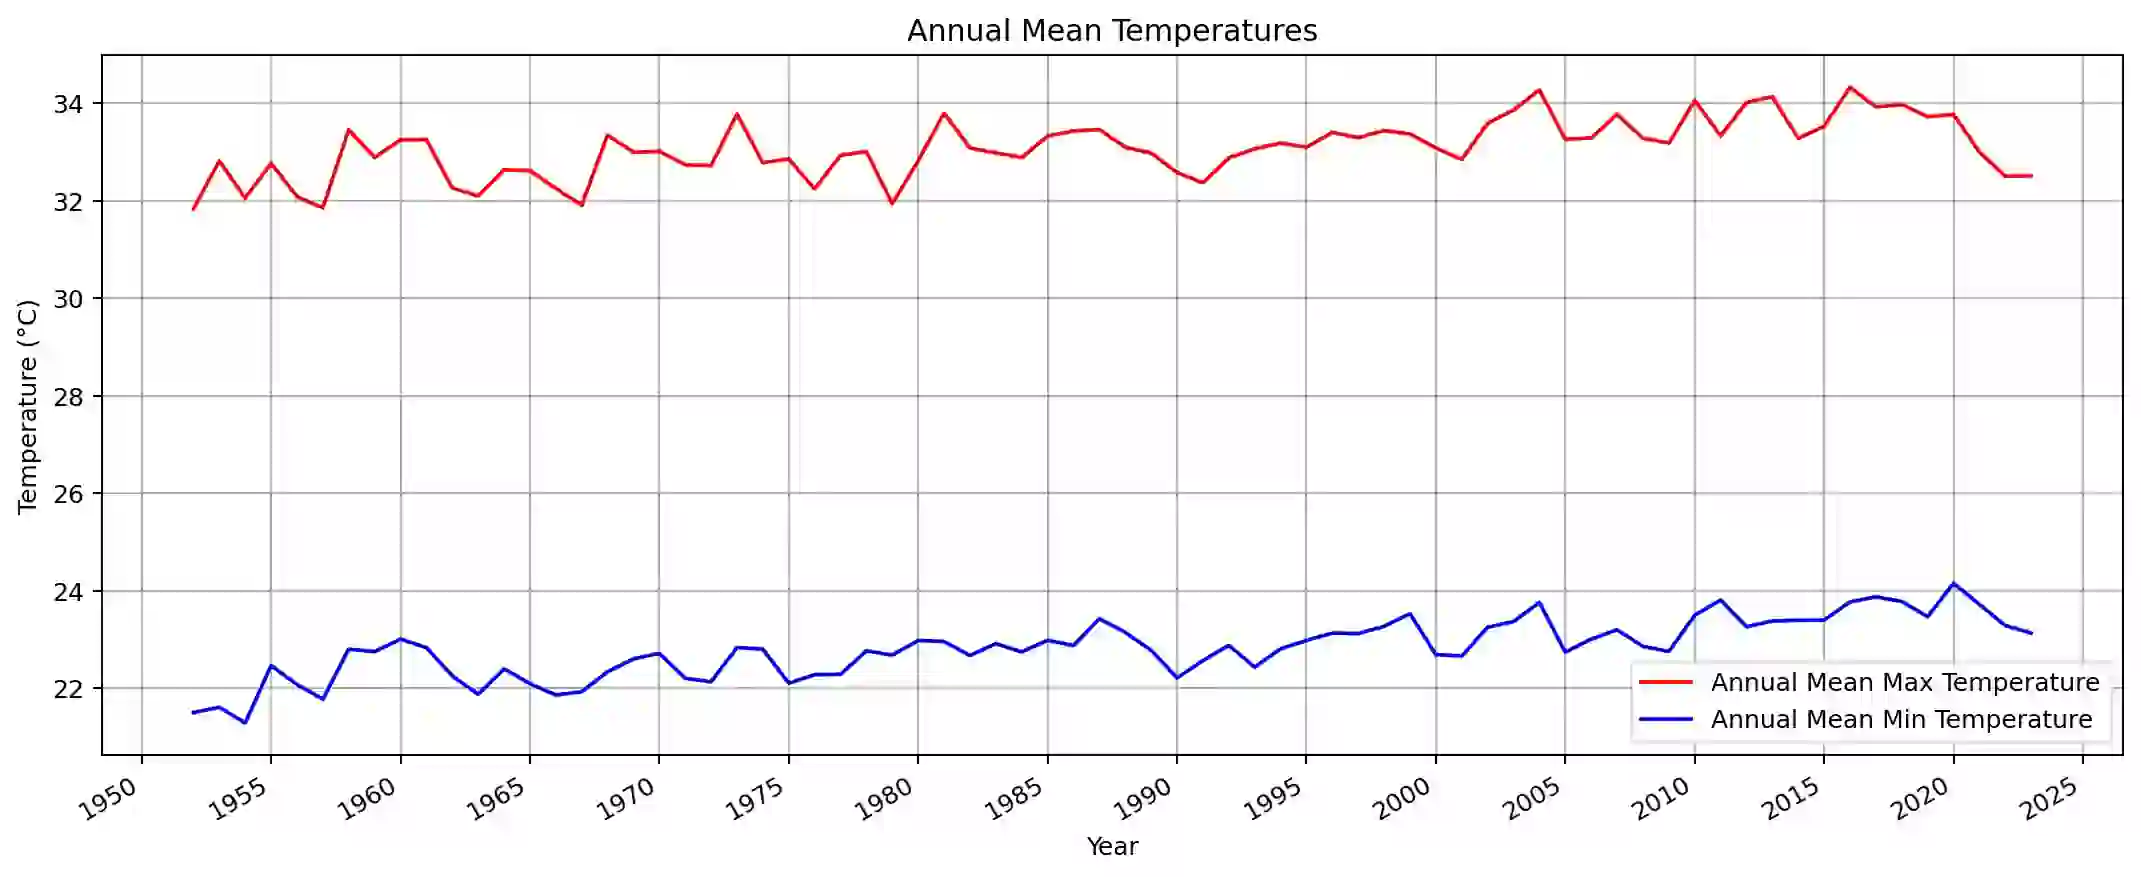 Annual Mean Temperatures
Temperature (°C)
34
32
30
28
26
24
22
Annual Mean Max Temperature
Annual Mean Min Temperature
1950 1955 1960 1965 1970 1975 1980 1985 1990 1995 2000 2005 2010 2015 2020 2025
Year